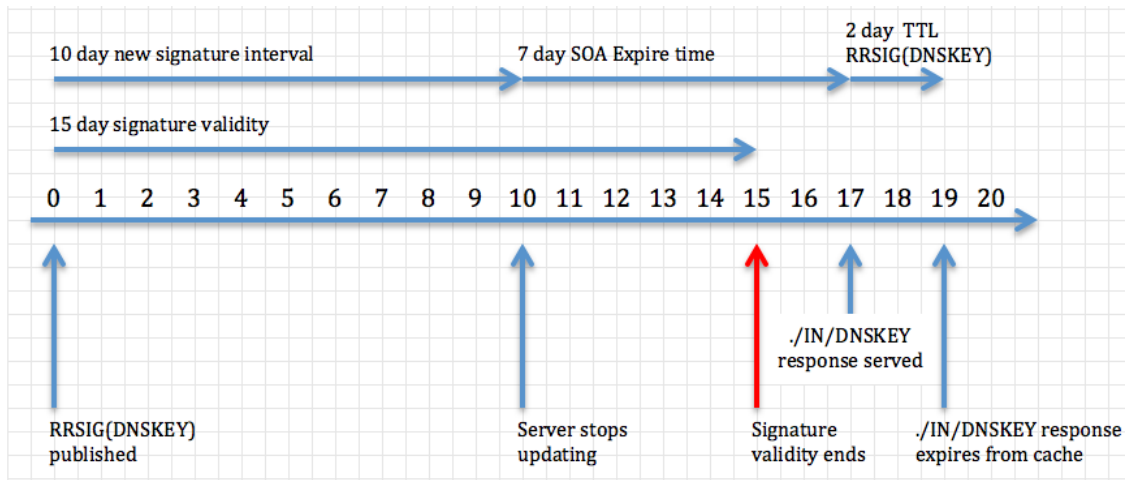 2 day TTL
10 day new signature interval
7 day SOA Expire time
RRSIG(DNSKEY)
15 day signature validity
0 1 2 3 4 5 6 7 8 9 10 11 12 13 14 15 16 17 18 19 20
./IN/DNSKEY
response served
RRSIG(DNSKEY)
published
Server stops
updating
Signature
validity ends
./IN/DNSKEY response
expires from cache